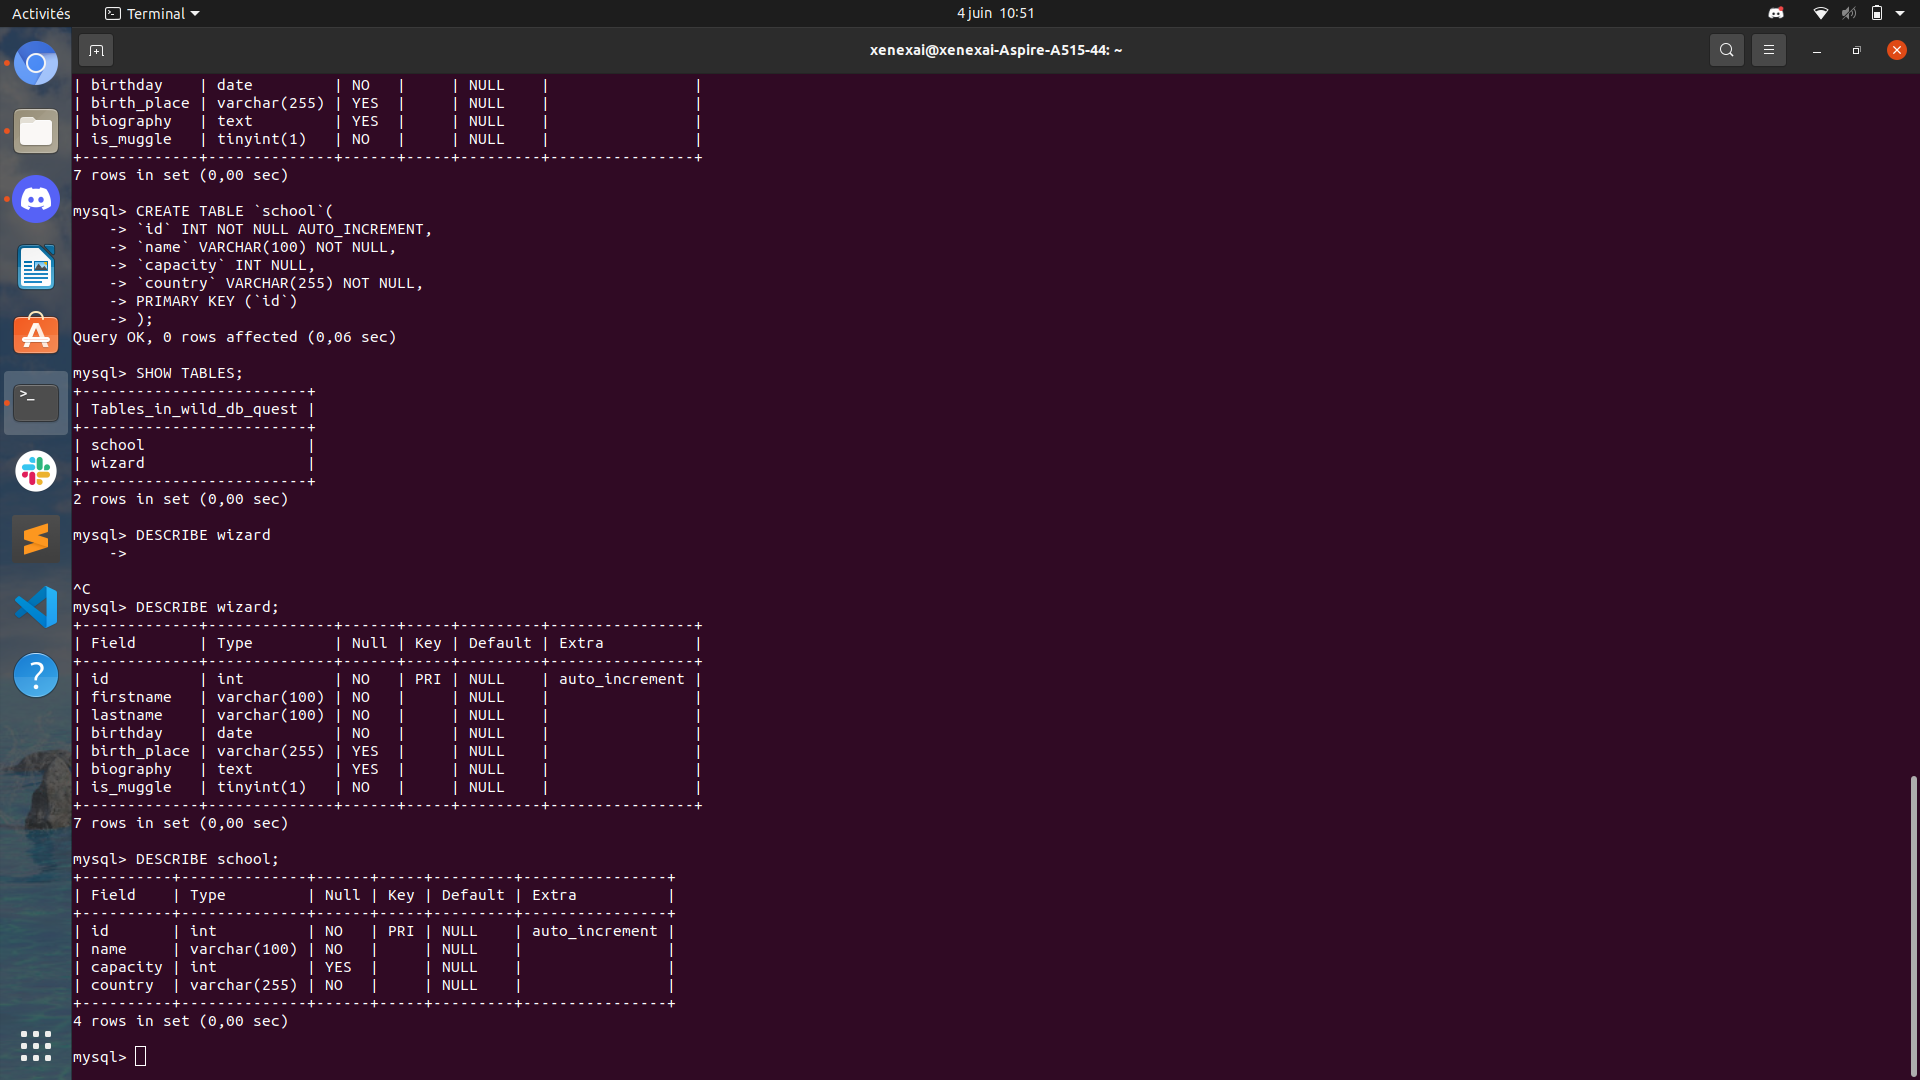 Activités
Terminal
4 juin 10:51
xenexai@xenexai-Aspire-A515-44: ~
| birthday    | date         | NO   |     | NULL    |                |
| birth_place | varchar(255) | YES  |     | NULL    |                |
| biography   | text         | YES  |     | NULL    |                |
| is_muggle   | tinyint(1)   | NO   |     | NULL    |                |
+-------------+--------------+------+-----+---------+----------------+
7 rows in set (0,00 sec)
mysql> CREATE TABLE `school`(
    -> `id` INT NOT NULL AUTO_INCREMENT,
    -> `name` VARCHAR(100) NOT NULL,
    -> `capacity` INT NULL,
    -> `country` VARCHAR(255) NOT NULL,
    -> PRIMARY KEY (`id`)
    -> );
Query OK, 0 rows affected (0,06 sec)
mysql> SHOW TABLES;
+-------------------------+
| Tables_in_wild_db_quest |
+-------------------------+
| school                  |
| wizard                  |
+-------------------------+
2 rows in set (0,00 sec)
mysql> DESCRIBE wizard
    ->
^C
mysql> DESCRIBE wizard;
+-------------+--------------+------+-----+---------+----------------+
| Field       | Type         | Null | Key | Default | Extra          |
+-------------+--------------+------+-----+---------+----------------+
| id          | int          | NO   | PRI | NULL    | auto_increment |
| firstname   | varchar(100) | NO   |     | NULL    |                |
| lastname    | varchar(100) | NO   |     | NULL    |                |
| birthday    | date         | NO   |     | NULL    |                |
| birth_place | varchar(255) | YES  |     | NULL    |                |
| biography   | text         | YES  |     | NULL    |                |
| is_muggle   | tinyint(1)   | NO   |     | NULL    |                |
+-------------+--------------+------+-----+---------+----------------+
7 rows in set (0,00 sec)
mysql> DESCRIBE school;
+----------+--------------+------+-----+---------+----------------+
| Field    | Type         | Null | Key | Default | Extra          |
+----------+--------------+------+-----+---------+----------------+
| id       | int          | NO   | PRI | NULL    | auto_increment |
| name     | varchar(100) | NO   |     | NULL    |                |
| capacity | int          | YES  |     | NULL    |                |
| country  | varchar(255) | NO   |     | NULL    |                |
+----------+--------------+------+-----+---------+----------------+
4 rows in set (0,00 sec)
mysql>